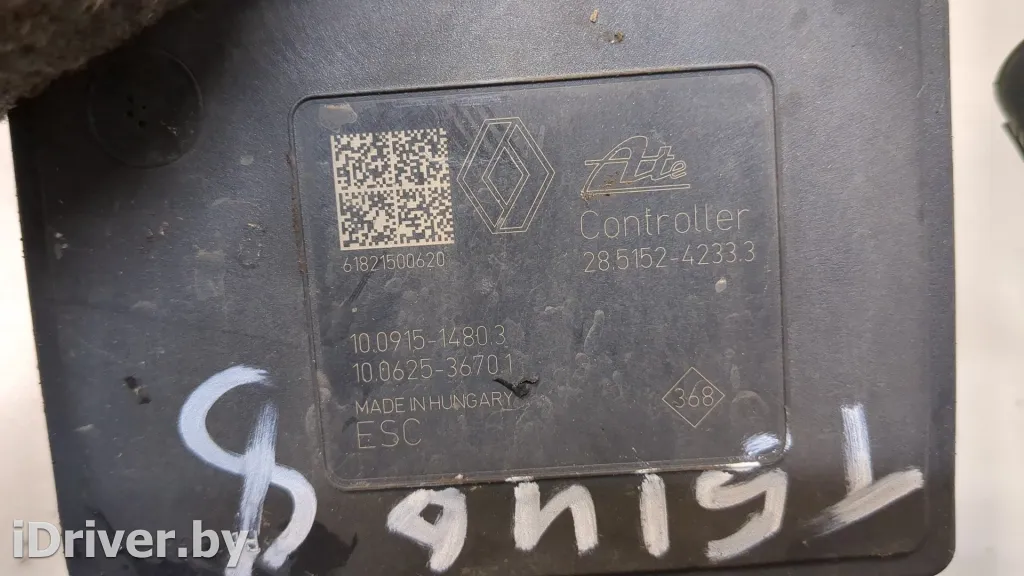 Ate
Controller
28.5152-4233.3
61821500620
10.0915-1480.3
10.0625-3670.1
MADE IN HUNGARY
ESC
368
iDriver.by